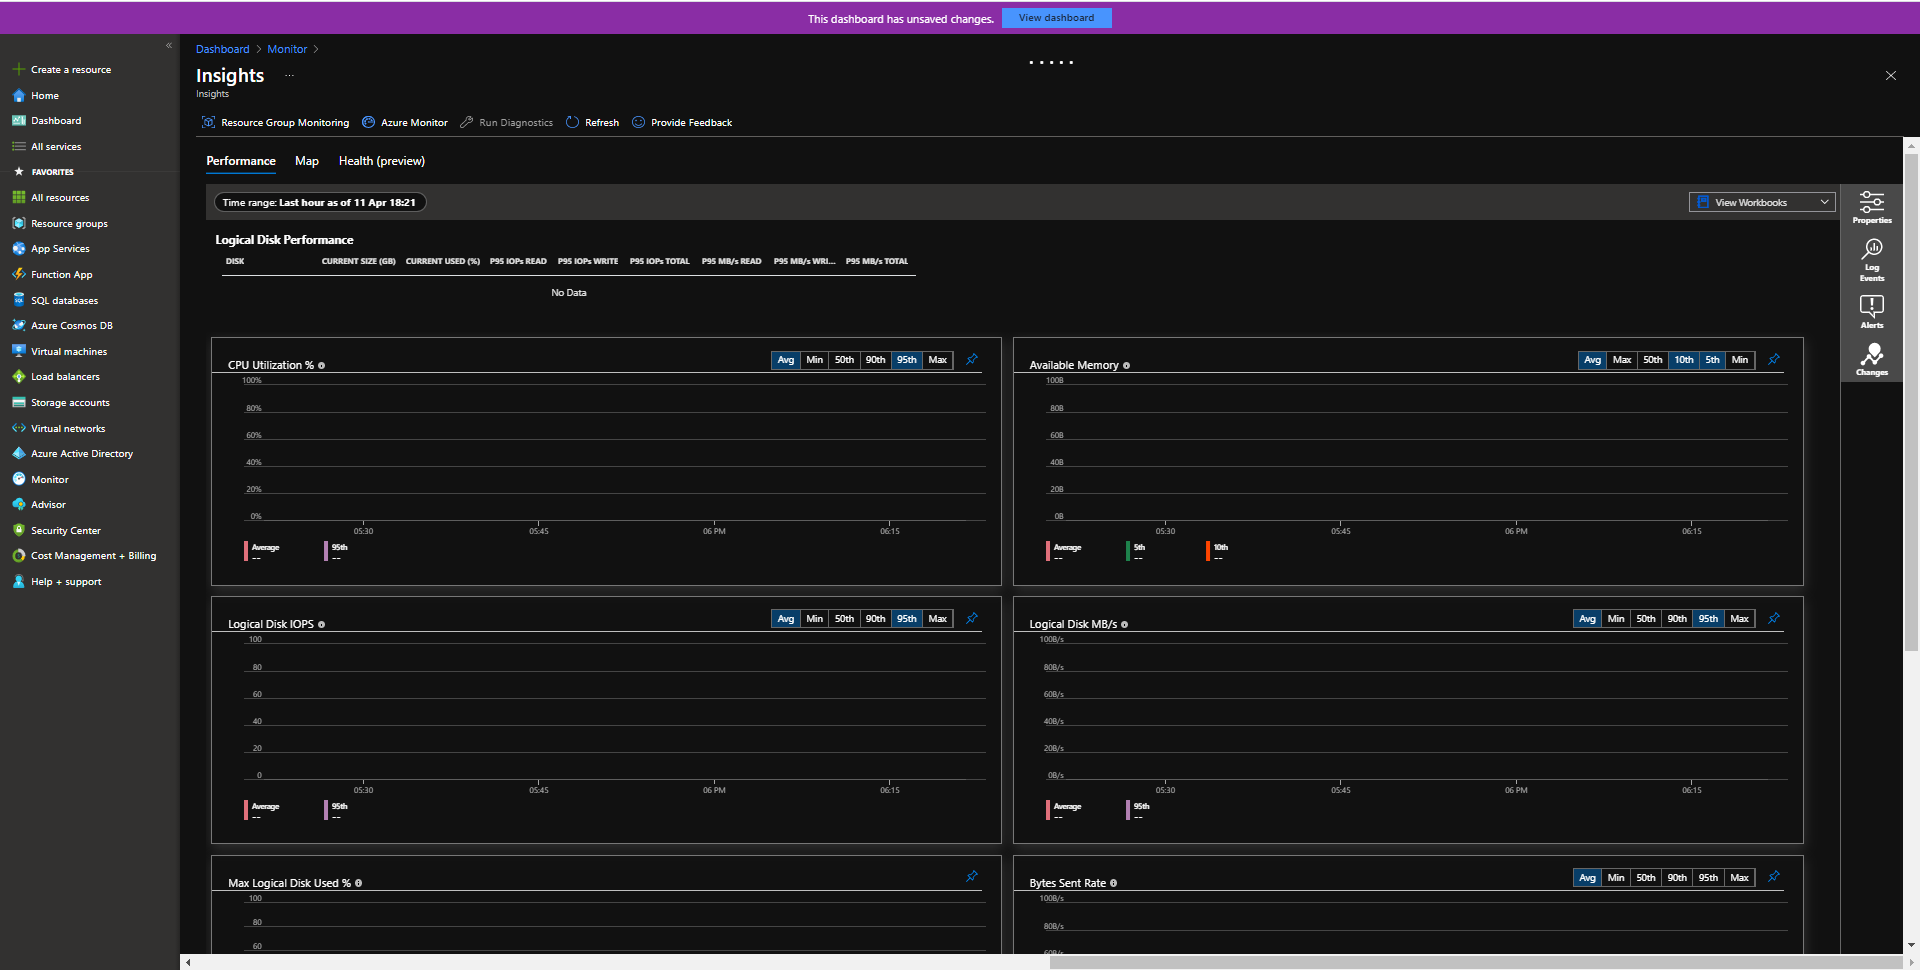 This dashboard has unsaved changes. View dashboard
«
Create a resource
Home
Dashboard
All services
FAVORITES
All resources
Resource groups
App Services
Function App
SQL databases
Azure Cosmos DB
Virtual machines
Load balancers
Storage accounts
Virtual networks
Azure Active Directory
Monitor
Advisor
Security Center
Cost Management + Billing
Help + support
Dashboard > Monitor >
Insights ...
Insights
Resource Group Monitoring Azure Monitor Run Diagnostics Refresh Provide Feedback
Performance Map Health (preview)
Time range: Last hour as of 11 Apr 18:21
View Workbooks
Properties
Log
Events
Alerts
Changes
Logical Disk Performance
DISK CURRENT SIZE (GB) CURRENT USED (%) P95 IOPs READ P95 IOPs WRITE P95 IOPs TOTAL P95 MB/s READ P95 MB/s WRI... P95 MB/s TOTAL
No Data
CPU Utilization % Avg Min 50th 90th 95th Max
100%
80%
60%
40%
20%
0%
05:30 05:45 06 PM 06:15
Average 95th
-- --
Available Memory Avg Max 50th 10th 5th Min
100B
80B
60B
40B
20B
0B
05:30 05:45 06 PM 06:15
Average 5th 10th
-- -- --
Logical Disk IOPS Avg Min 50th 90th 95th Max
100
80
60
40
20
0
05:30 05:45 06 PM 06:15
Average 95th
-- --
Logical Disk MB/s Avg Min 50th 90th 95th Max
100B/s
80B/s
60B/s
40B/s
20B/s
0B/s
05:30 05:45 06 PM 06:15
Average 95th
-- --
Max Logical Disk Used %
100
80
60
Bytes Sent Rate Avg Min 50th 90th 95th Max
100B/s
80B/s
60B/s